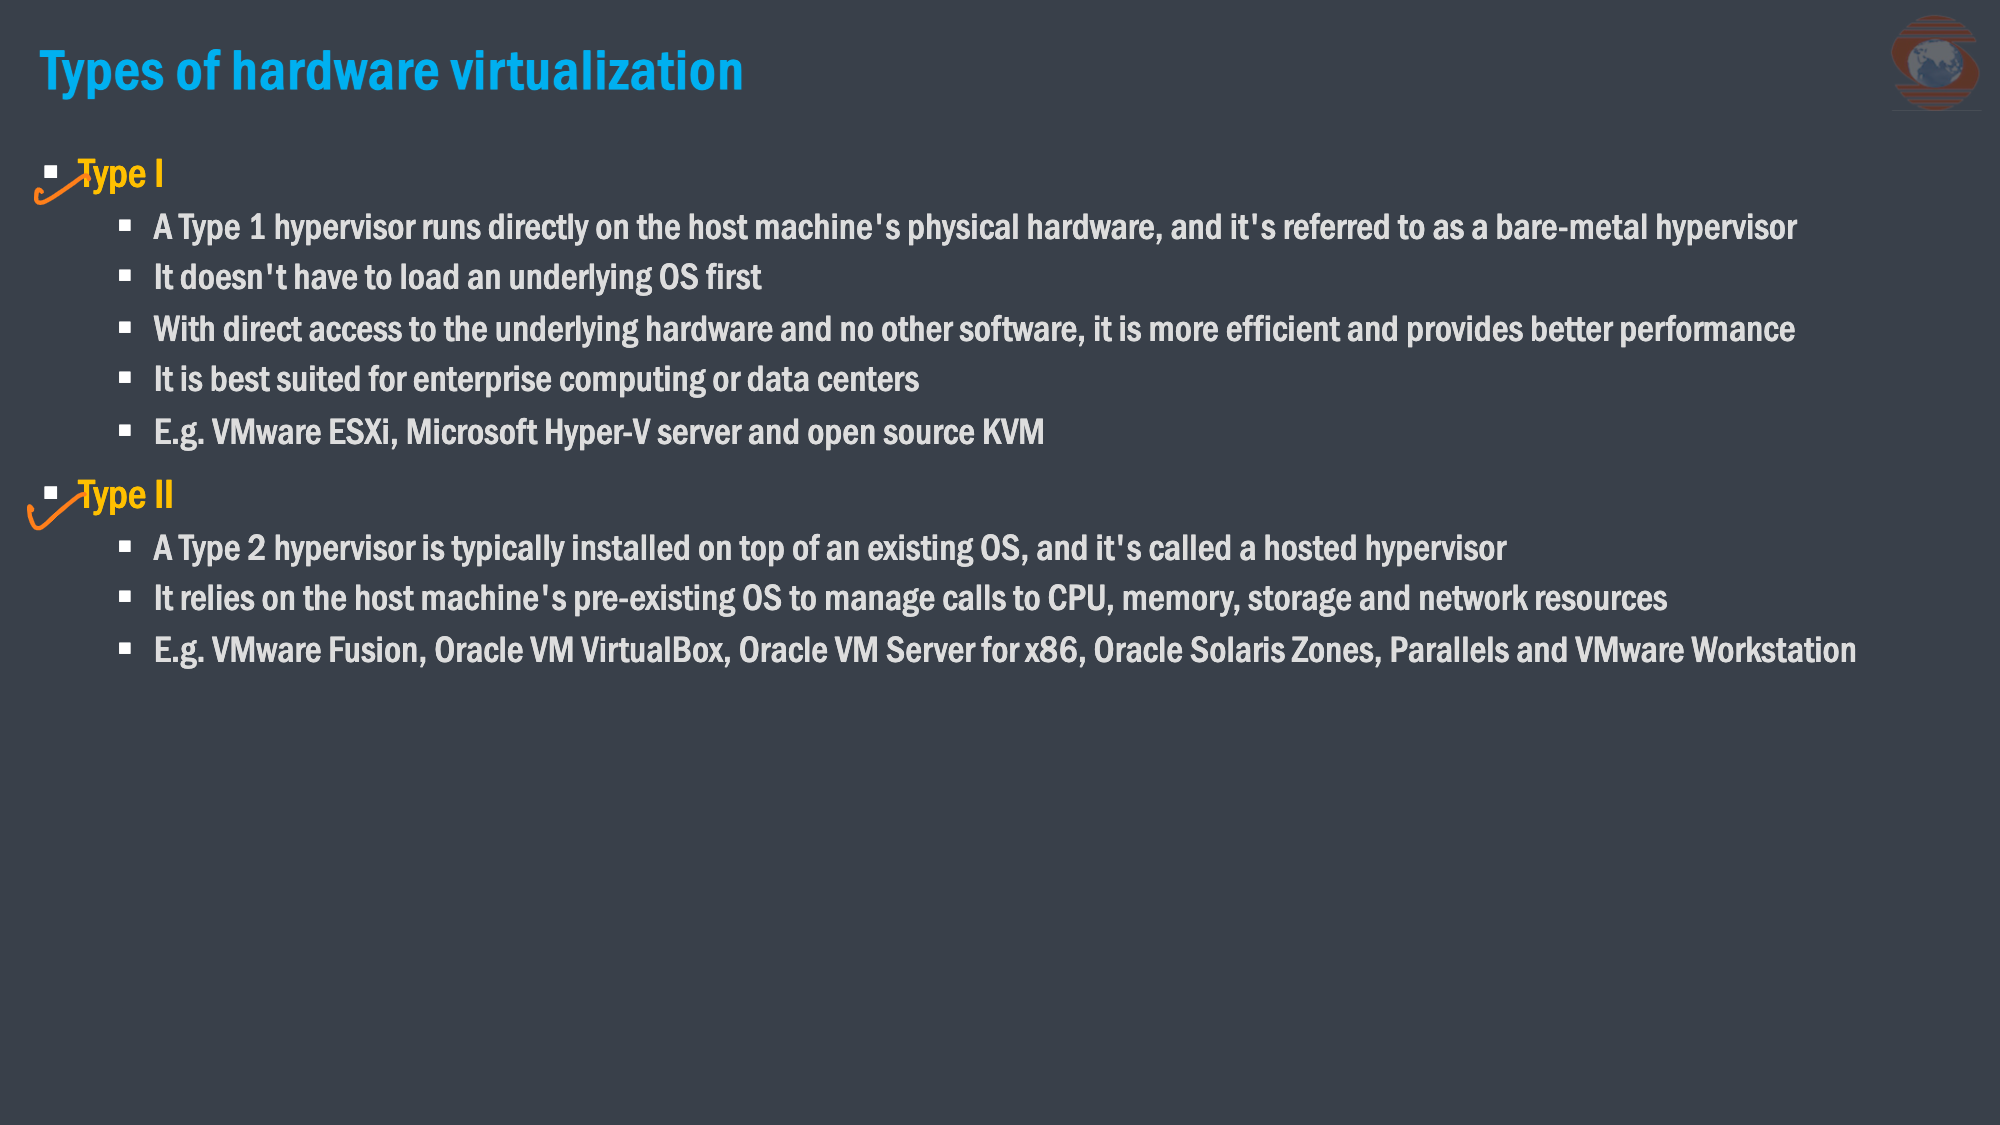 Types of hardware virtualization
Type I
A Type 1 hypervisor runs directly on the host machine's physical hardware, and it's referred to as a bare-metal hypervisor
It doesn't have to load an underlying OS first
With direct access to the underlying hardware and no other software, it is more efficient and provides better performance
It is best suited for enterprise computing or data centers
E.g. VMware ESXi, Microsoft Hyper-V server and open source KVM
Type II
A Type 2 hypervisor is typically installed on top of an existing OS, and it's called a hosted hypervisor
It relies on the host machine's pre-existing OS to manage calls to CPU, memory, storage and network resources
E.g. VMware Fusion, Oracle VM VirtualBox, Oracle VM Server for x86, Oracle Solaris Zones, Parallels and VMware Workstation